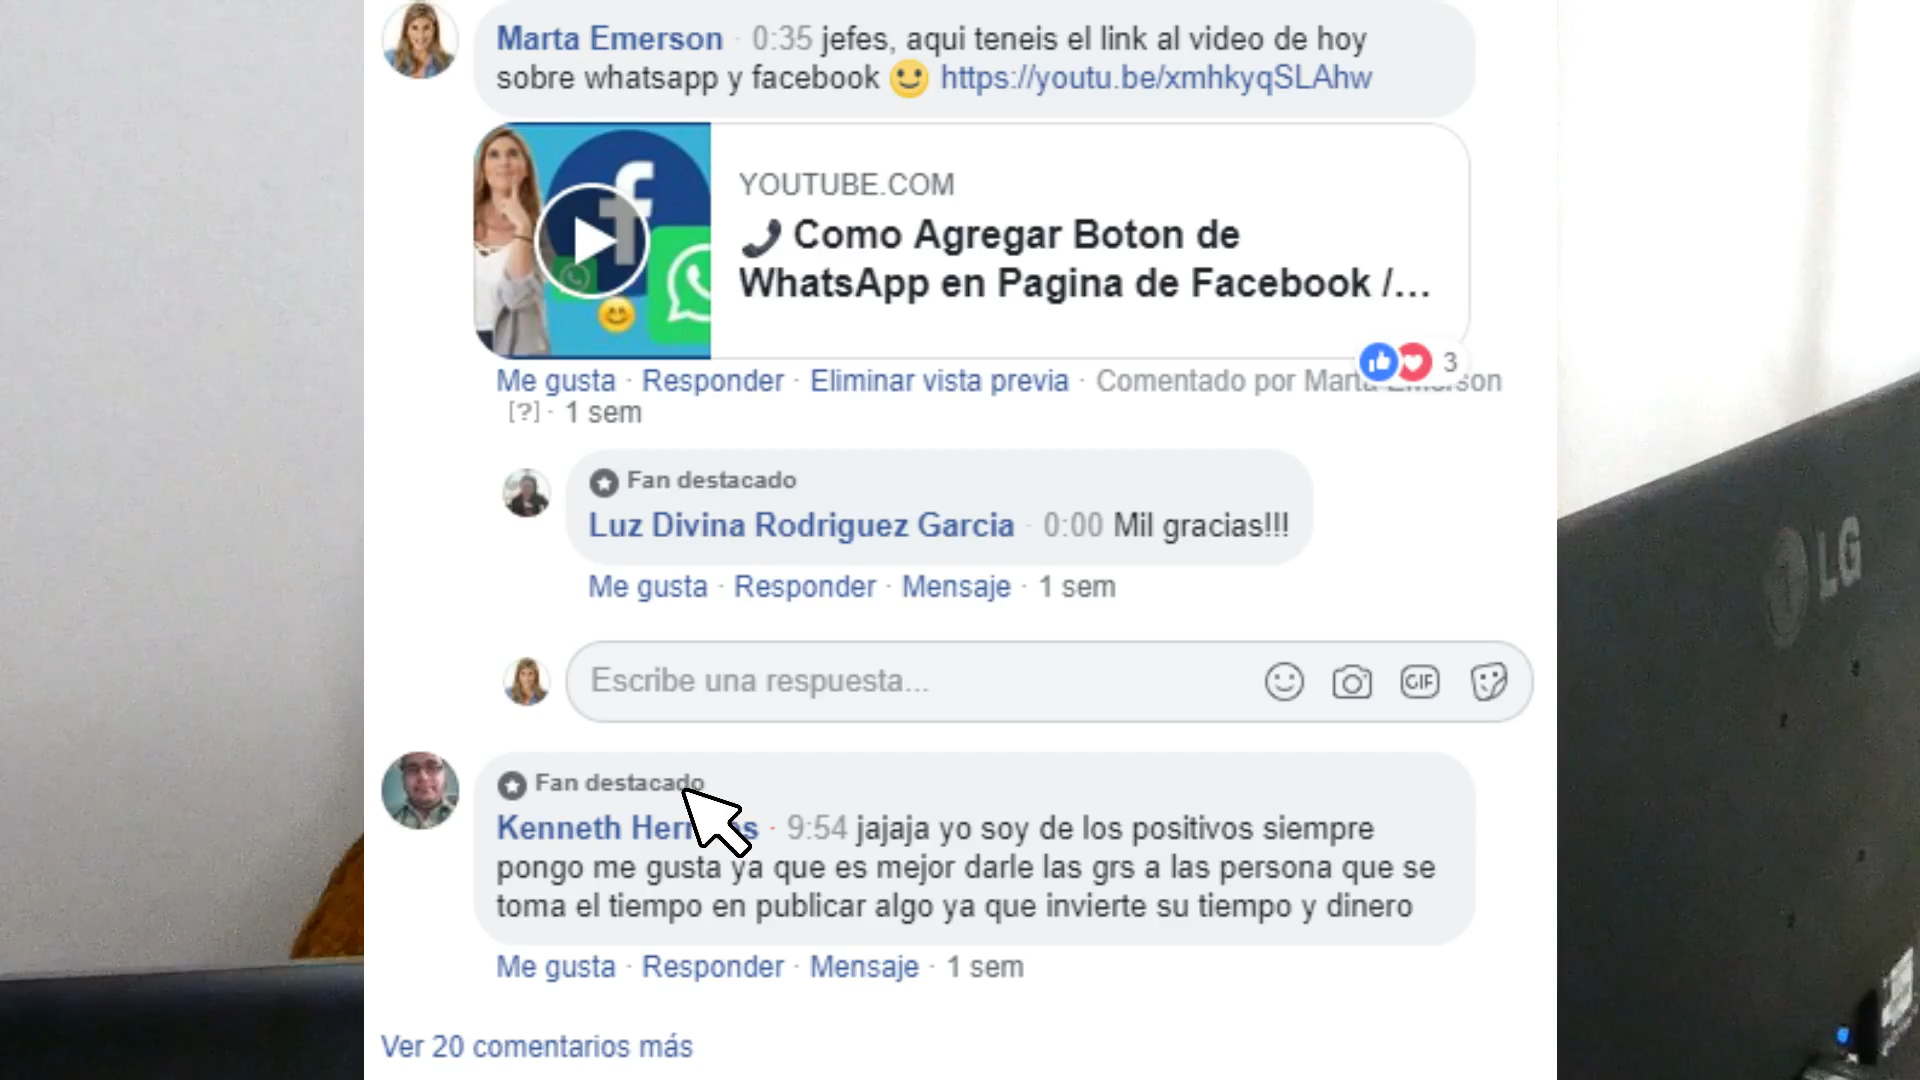 Marta Emerson · 0:35 jefes, aqui teneis el link al video de hoy
sobre whatsapp y facebook 🙂 https://youtu.be/xmhkyqSLAhw
YOUTUBE.COM
Como Agregar Boton de
WhatsApp en Pagina de Facebook /...
3
Me gusta · Responder · Eliminar vista previa · Comentado por Marta Emerson
[?] · 1 sem
Fan destacado
Luz Divina Rodriguez Garcia · 0:00 Mil gracias!!!
Me gusta · Responder · Mensaje · 1 sem
Escribe una respuesta...
GIF
Fan destacado
Kenneth · 9:54 jajaja yo soy de los positivos siempre
pongo me gusta ya que es mejor darle las grs a las persona que se
toma el tiempo en publicar algo ya que invierte su tiempo y dinero
Me gusta · Responder · Mensaje · 1 sem
Ver 20 comentarios más
LG